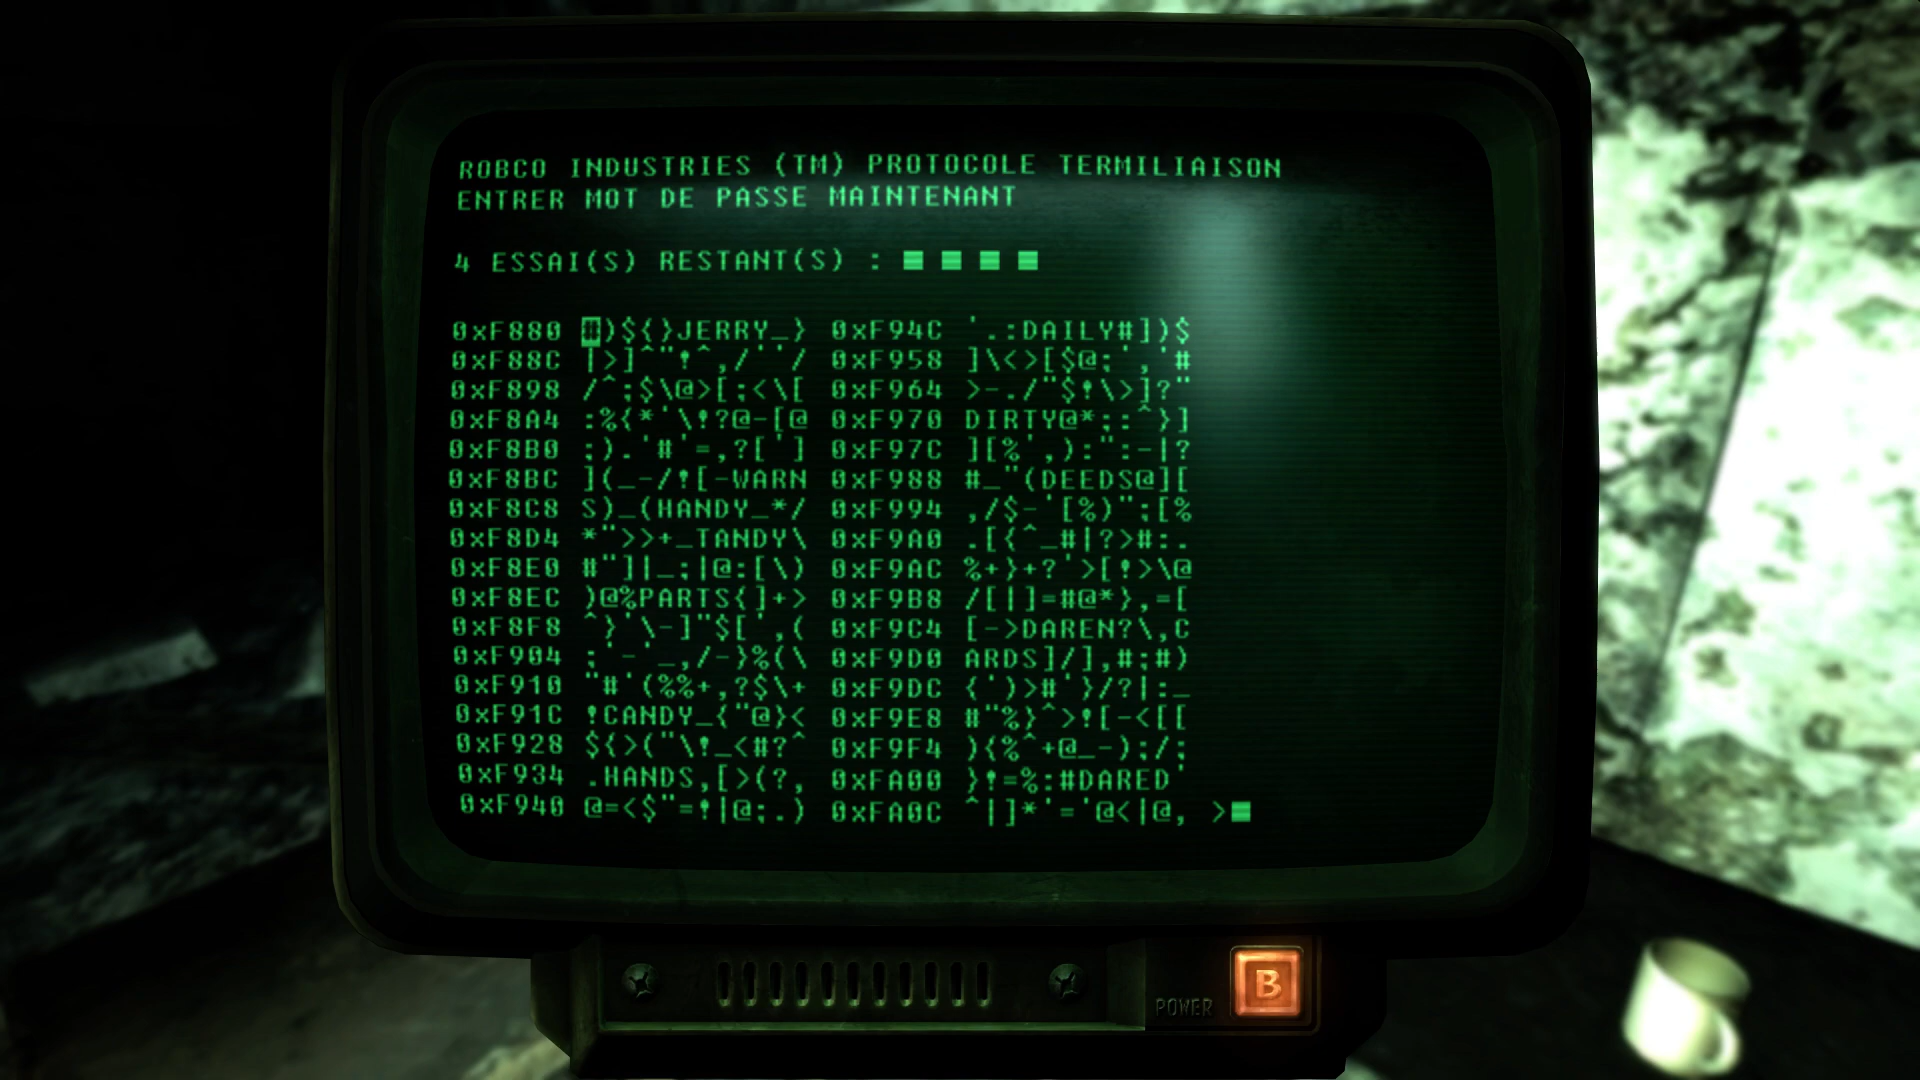 ROBCO INDUSTRIES (TM) PROTOCOLE TERMILIAISON
ENTRER MOT DE PASSE MAINTENANT
4 ESSAI(S) RESTANT(S) : ■ ■ ■ ■
0xF880 #)${}JERRY_} 0xF94C '.:DAILY#])$
0xF88C |>]^"!^,/''/ 0xF958 ]\<>[$@;','#
0xF898 /^;$\@>[;<\[ 0xF964 >-./"$!\>]?"
0xF8A4 :%{*'\!?@-[@ 0xF970 DIRTY@*;:^}]
0xF8B0 ;).'#'=,?['] 0xF97C ][%',):":-|?
0xF8BC ](_-/![-WARN 0xF988 #_"(DEEDS@][
0xF8C8 S)_(HANDY_*/ 0xF994 ,/$-'[%)";[%
0xF8D4 *">>+_TANDY\ 0xF9A0 .[{^_#|?>#:.
0xF8E0 #"]|_;|@:[\) 0xF9AC %+}+?'>[!>\@
0xF8EC )@%PARTS{]+> 0xF9B8 /[|]=#@*},=[
0xF8F8 ^}'\-]"$[',( 0xF9C4 [->DAREN?\,C
0xF904 ;'-'_,/-}%(\ 0xF9D0 ARDS]/],#;#)
0xF910 "#'(%%+,?$\+ 0xF9DC {')>#'}/?|:_
0xF91C !CANDY_{"@}< 0xF9E8 #"%}^>![-<[[
0xF928 ${>("\!_<#?^ 0xF9F4 ){%^+@_-);/;
0xF934 .HANDS,[>(?, 0xFA00 }!=%:#DARED'
0xF940 @=<$"=!|@;.) 0xFA0C ^|]*'='@<|@, >■
POWER
B